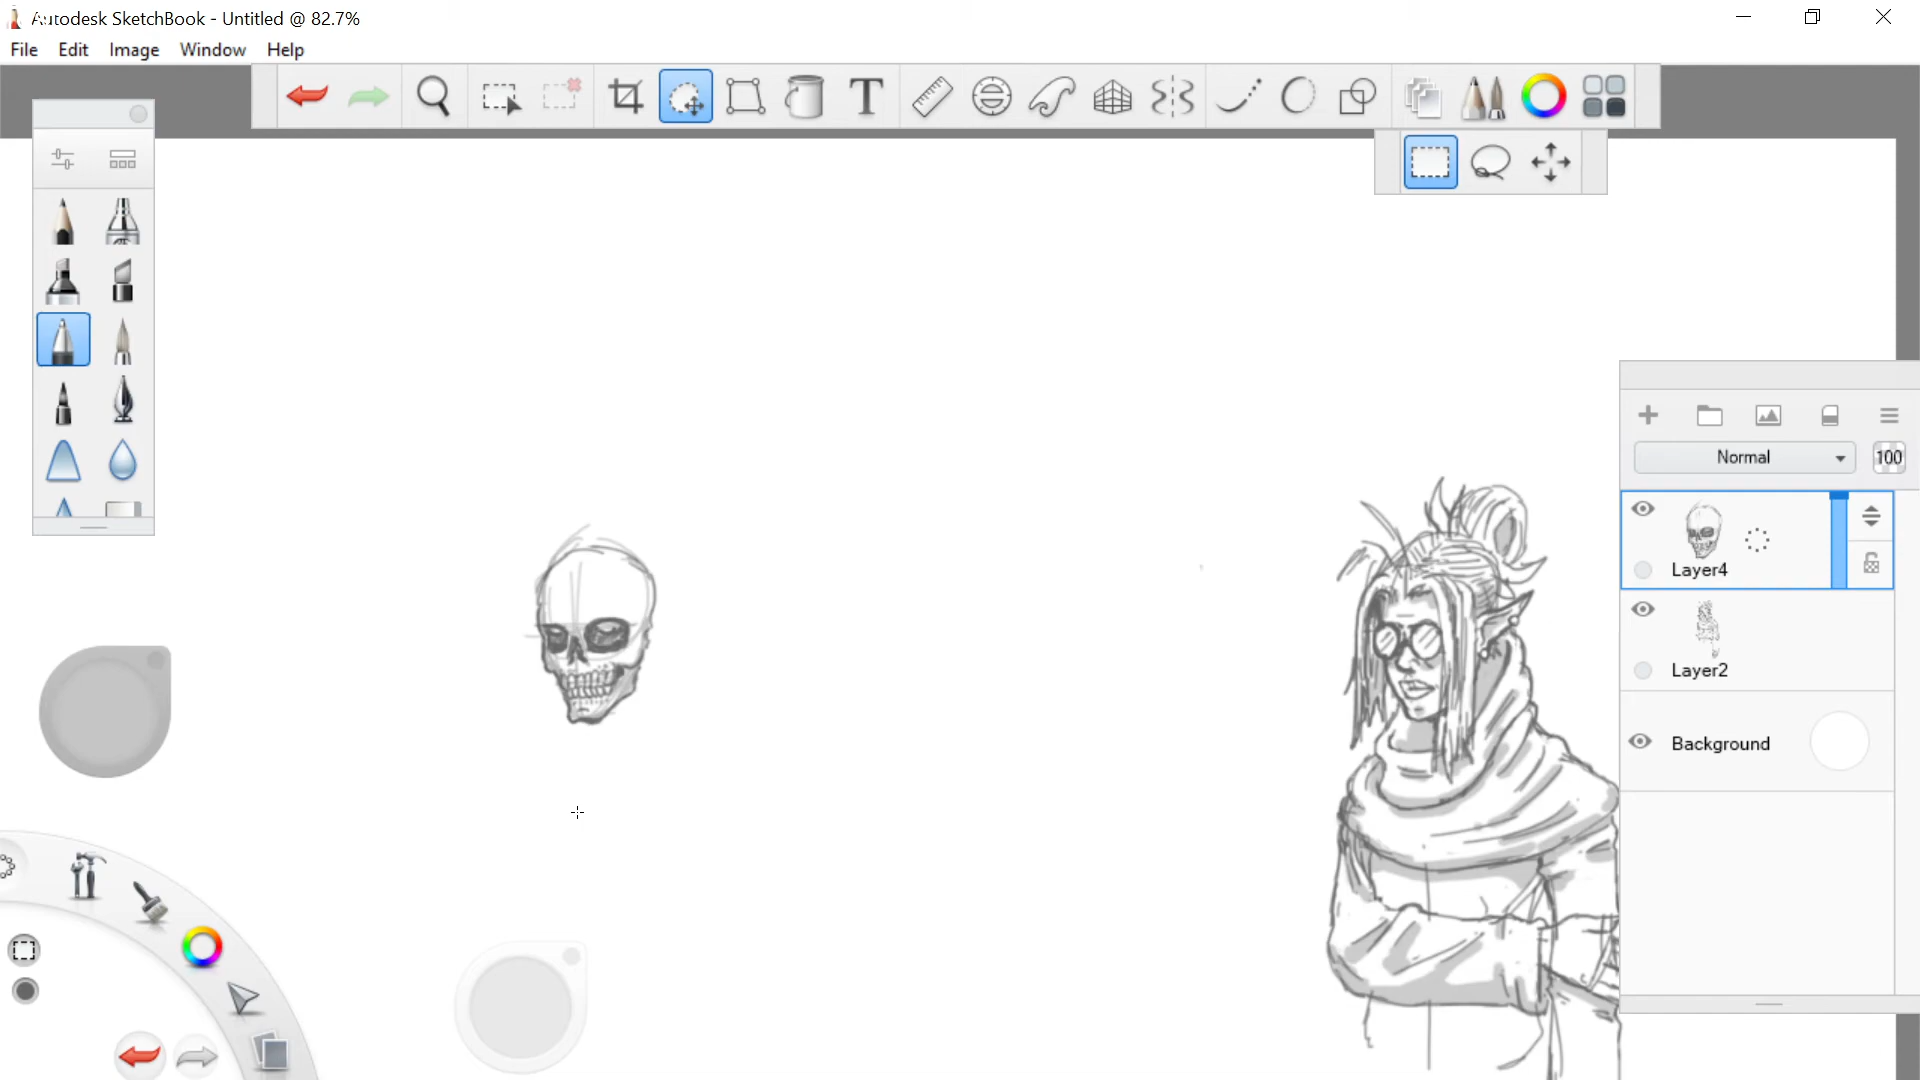 Autodesk SketchBook - Untitled @ 82.7%
File Edit Image Window Help
T
Normal 100
Layer4
Layer2
Background